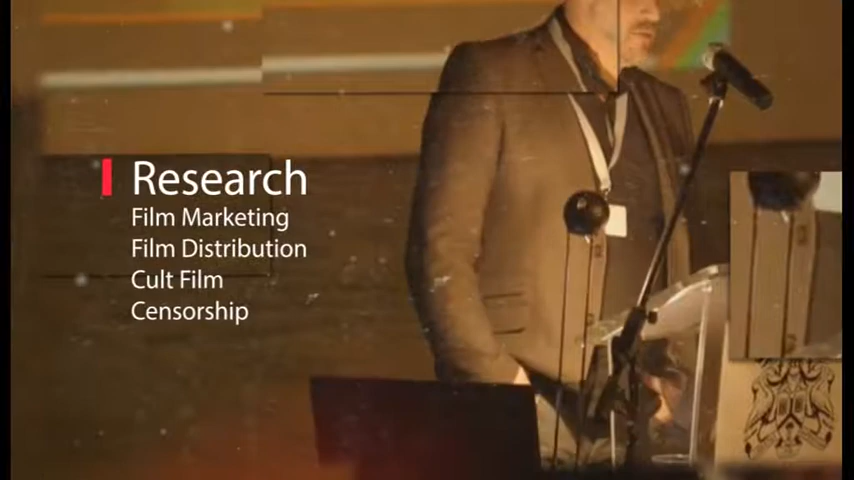 Research
Film Marketing
Film Distribution
Cult Film
Censorship